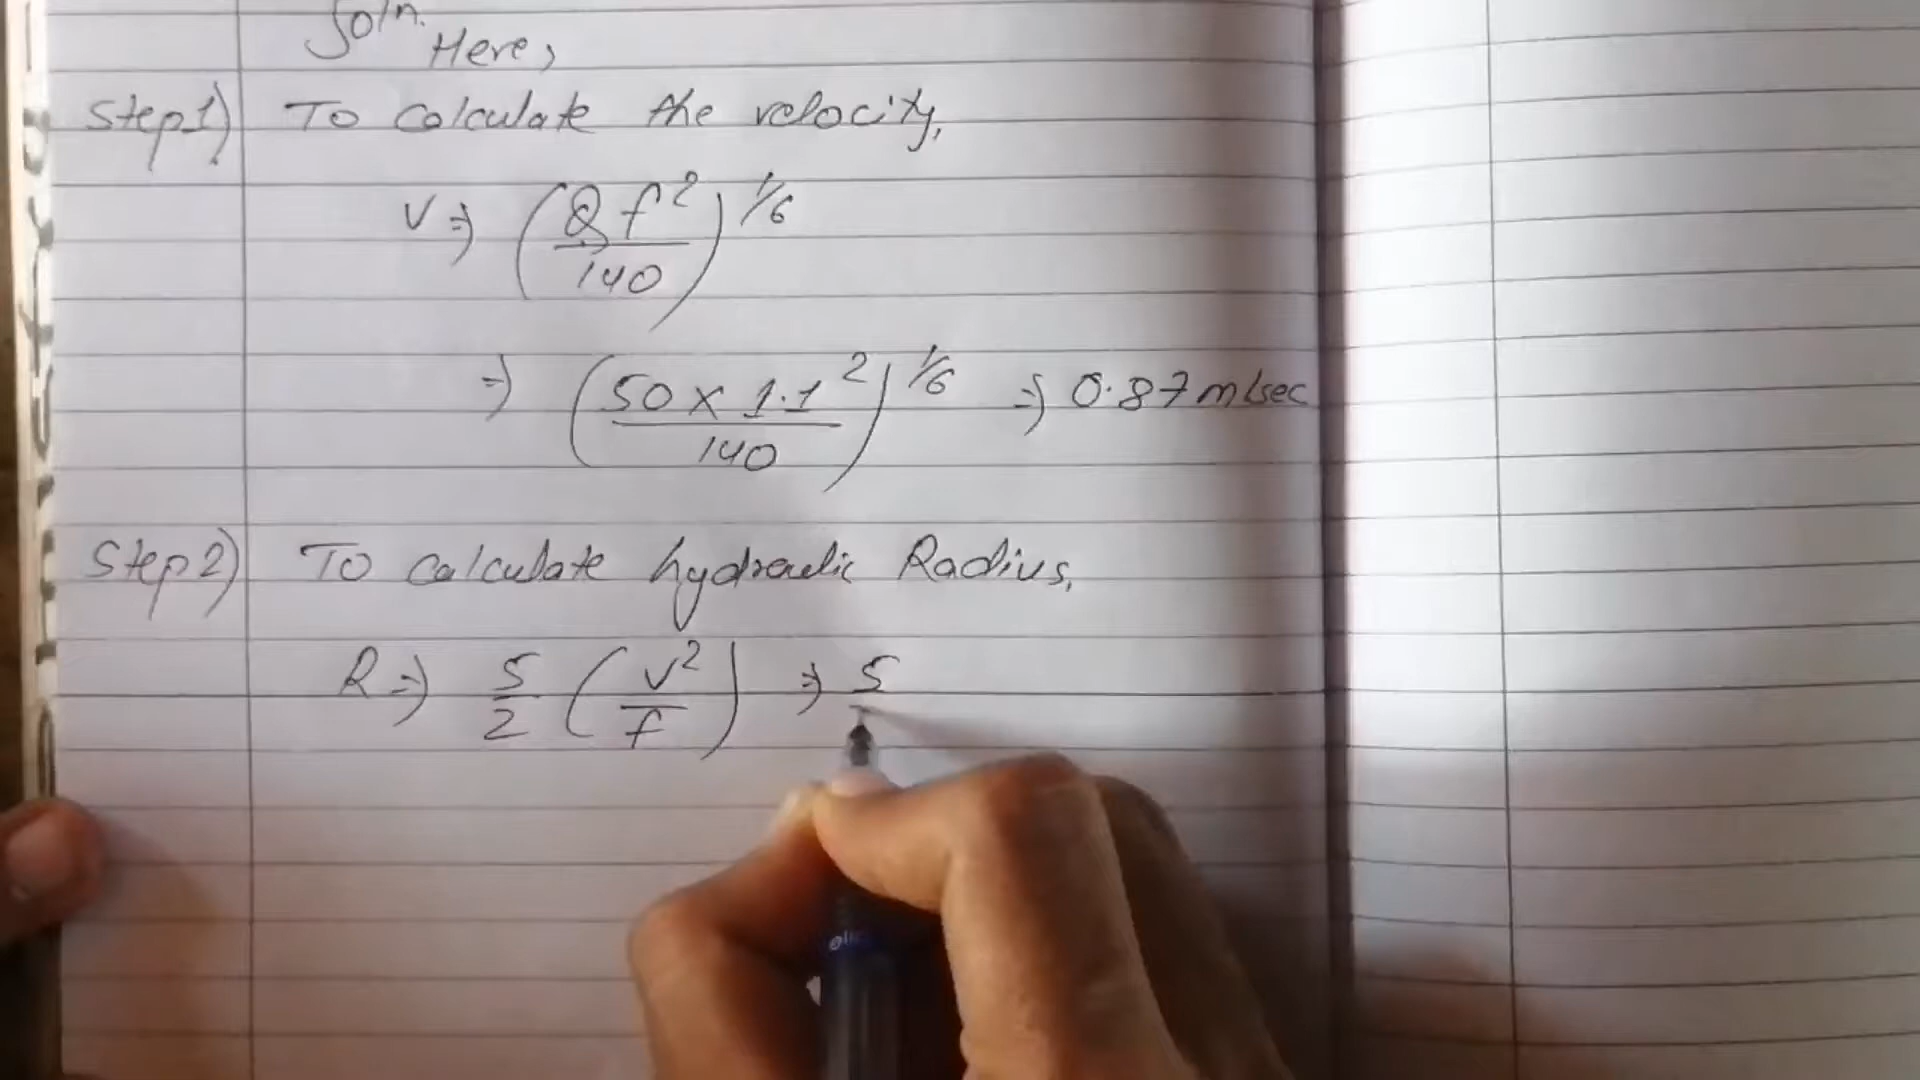 Soln.
Here,
Step1) To calculate the velocity,
V ⇒ (Qf²/140)^1/6
⇒ (50 x 1.1²/140)^1/6 ⇒ 0.87 m/sec
Step2) To calculate hydraulic Radius,
R ⇒ 5/2 (v²/f) ⇒ 5